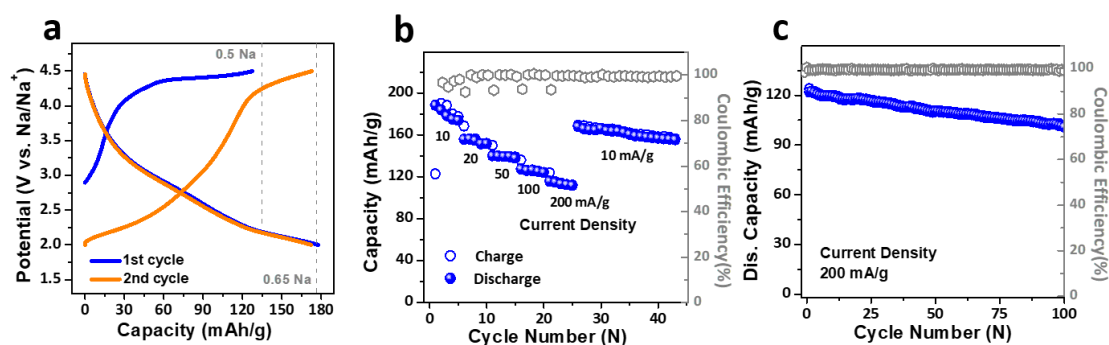 a
0.5 Na
4.5
4.0
3.5
3.0
2.5
2.0
1.5
Potential (V Vs. Na/Na+)
1st cycle
2nd cycle
0.65 Na
0 30 60 90 120 150 180
Capacity (mAh/g)
b
200
160
120
80
40
0
Capacity (mAh/g)
10
20
50
100
200 mA/g
10 mA/g
Current Density
Charge
Discharge
0 10 20 30 40
Cycle Number (N)
100
80
60
40
20
0
Coulombic Efficiency(%)
c
120
90
60
30
0
Dis. Capacity (mAh/g)
Current Density
200 mA/g
0 25 50 75 100
Cycle Number (N)
100
80
60
40
20
0
Coulombic Efficiency(%)